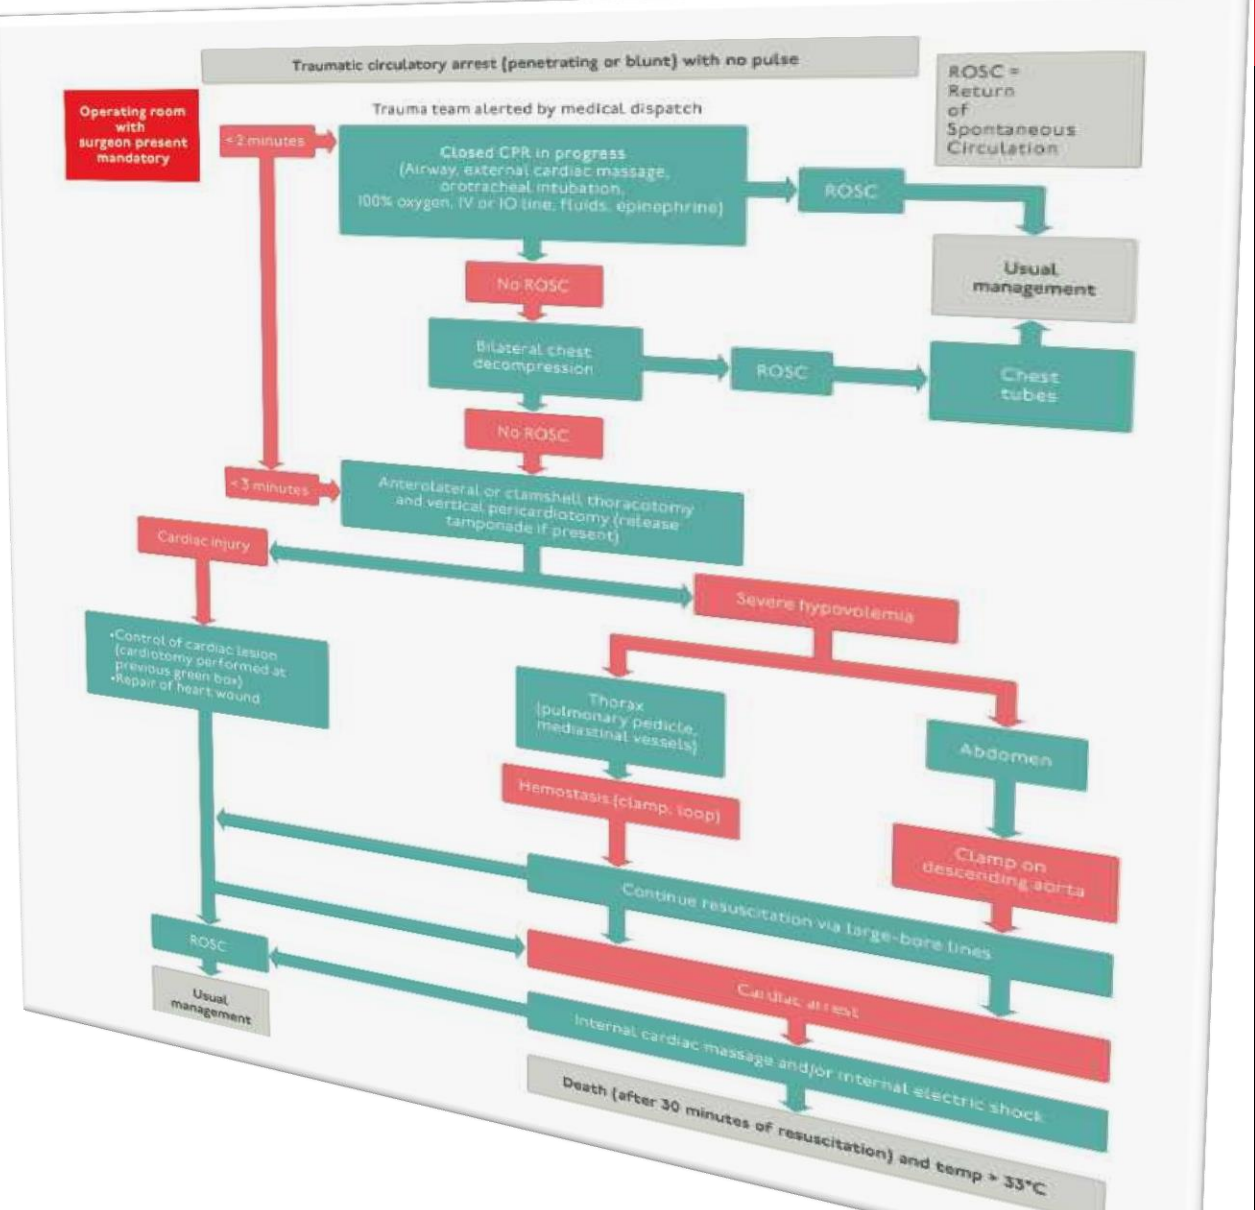 Traumatic circulatory arrest (penetrating or blunt) with no pulse
ROSC =
Return
of
Spontaneous
Circulation
Operating room
with
surgeon present
mandatory
Trauma team alerted by medical dispatch
< 2 minutes
Closed CPR in progress
(Airway, external cardiac massage,
orotracheal intubation,
100% oxygen, IV or IO line, fluids, epinephrine)
ROSC
Usual
management
No ROSC
Bilateral chest
decompression
ROSC
Chest
tubes
No ROSC
< 3 minutes
Anterolateral or clamshell thoracotomy
and vertical pericardiotomy (release
tamponade if present)
Cardiac injury
Severe hypovolemia
•Control of cardiac lesion
(cardiotomy performed at
previous green box)
•Repair of heart wound
Thorax
(pulmonary pedicle,
mediastinal vessels)
Abdomen
Hemostasis (clamp, loop)
Clamp on
descending aorta
Continue resuscitation via large-bore lines
ROSC
Cardiac arrest
Usual
management
Internal cardiac massage and/or internal electric shock
Death (after 30 minutes of resuscitation) and temp > 33°C